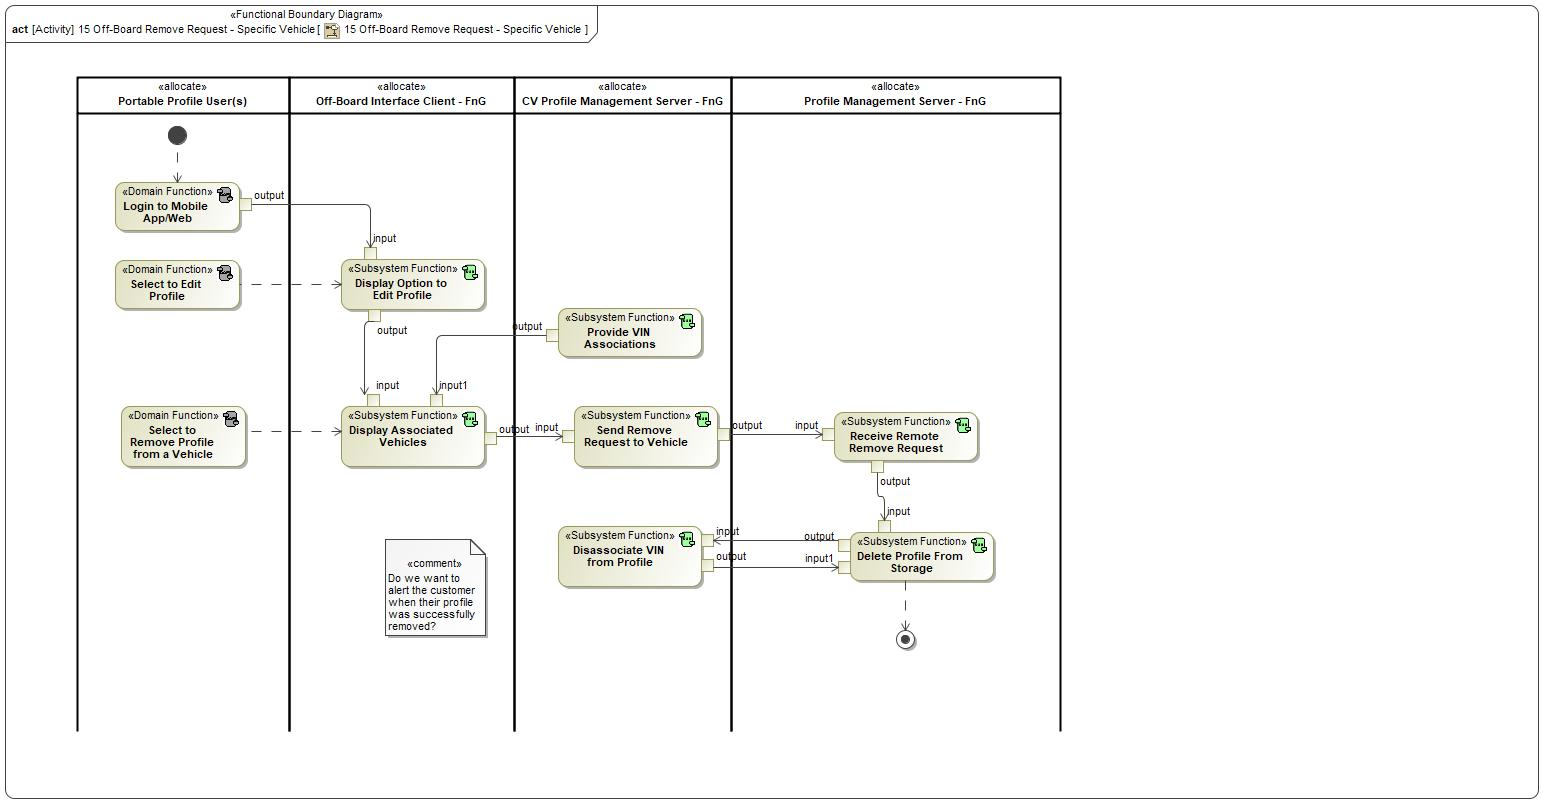 «Functional Boundary Diagram»
act [Activity] 15 Off-Board Remove Request - Specific Vehicle [ 15 Off-Board Remove Request - Specific Vehicle ]
«allocate»
Portable Profile User(s)
«allocate»
Off-Board Interface Client - FnG
«allocate»
CV Profile Management Server - FnG
«allocate»
Profile Management Server - FnG
«Domain Function»
Login to Mobile
App/Web
output
input
«Domain Function»
Select to Edit
Profile
«Subsystem Function»
Display Option to
Edit Profile
output
«Subsystem Function»
Provide VIN
Associations
output
input
input1
«Domain Function»
Select to
Remove Profile
from a Vehicle
«Subsystem Function»
Display Associated
Vehicles
output
input
«Subsystem Function»
Send Remove
Request to Vehicle
output
input
«Subsystem Function»
Receive Remote
Remove Request
output
input
«Subsystem Function»
Disassociate VIN
from Profile
input
output
output
input1
«Subsystem Function»
Delete Profile From
Storage
«comment»
Do we want to
alert the customer
when their profile
was successfully
removed?